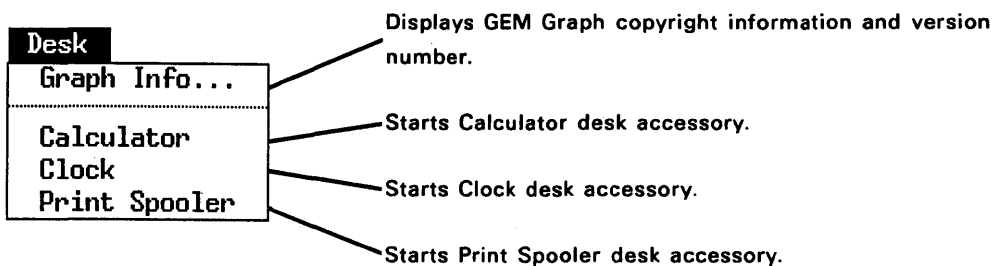 Displays GEM Graph copyright information and version
number.
Desk
Graph Info...
Calculator
Clock
Print Spooler
Starts Calculator desk accessory.
Starts Clock desk accessory.
Starts Print Spooler desk accessory.